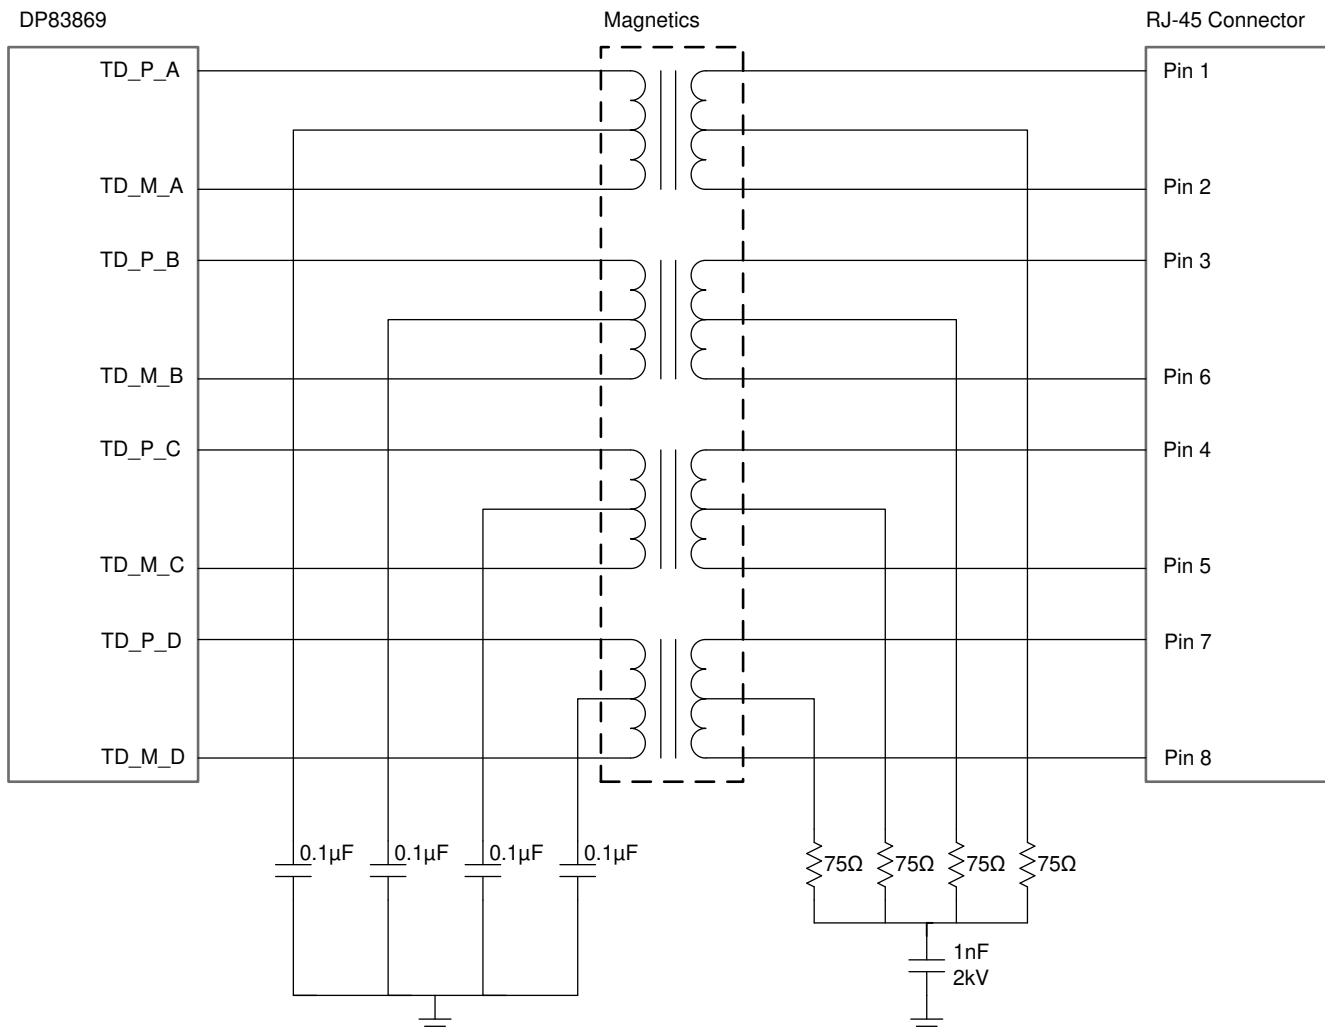 DP83869 Magnetics RJ-45 Connector
TD_P_A Pin 1
TD_M_A Pin 2
TD_P_B Pin 3
TD_M_B Pin 6
TD_P_C Pin 4
TD_M_C Pin 5
TD_P_D Pin 7
TD_M_D Pin 8
0.1µF 0.1µF 0.1µF 0.1µF 75Ω 75Ω 75Ω 75Ω
1nF
2kV